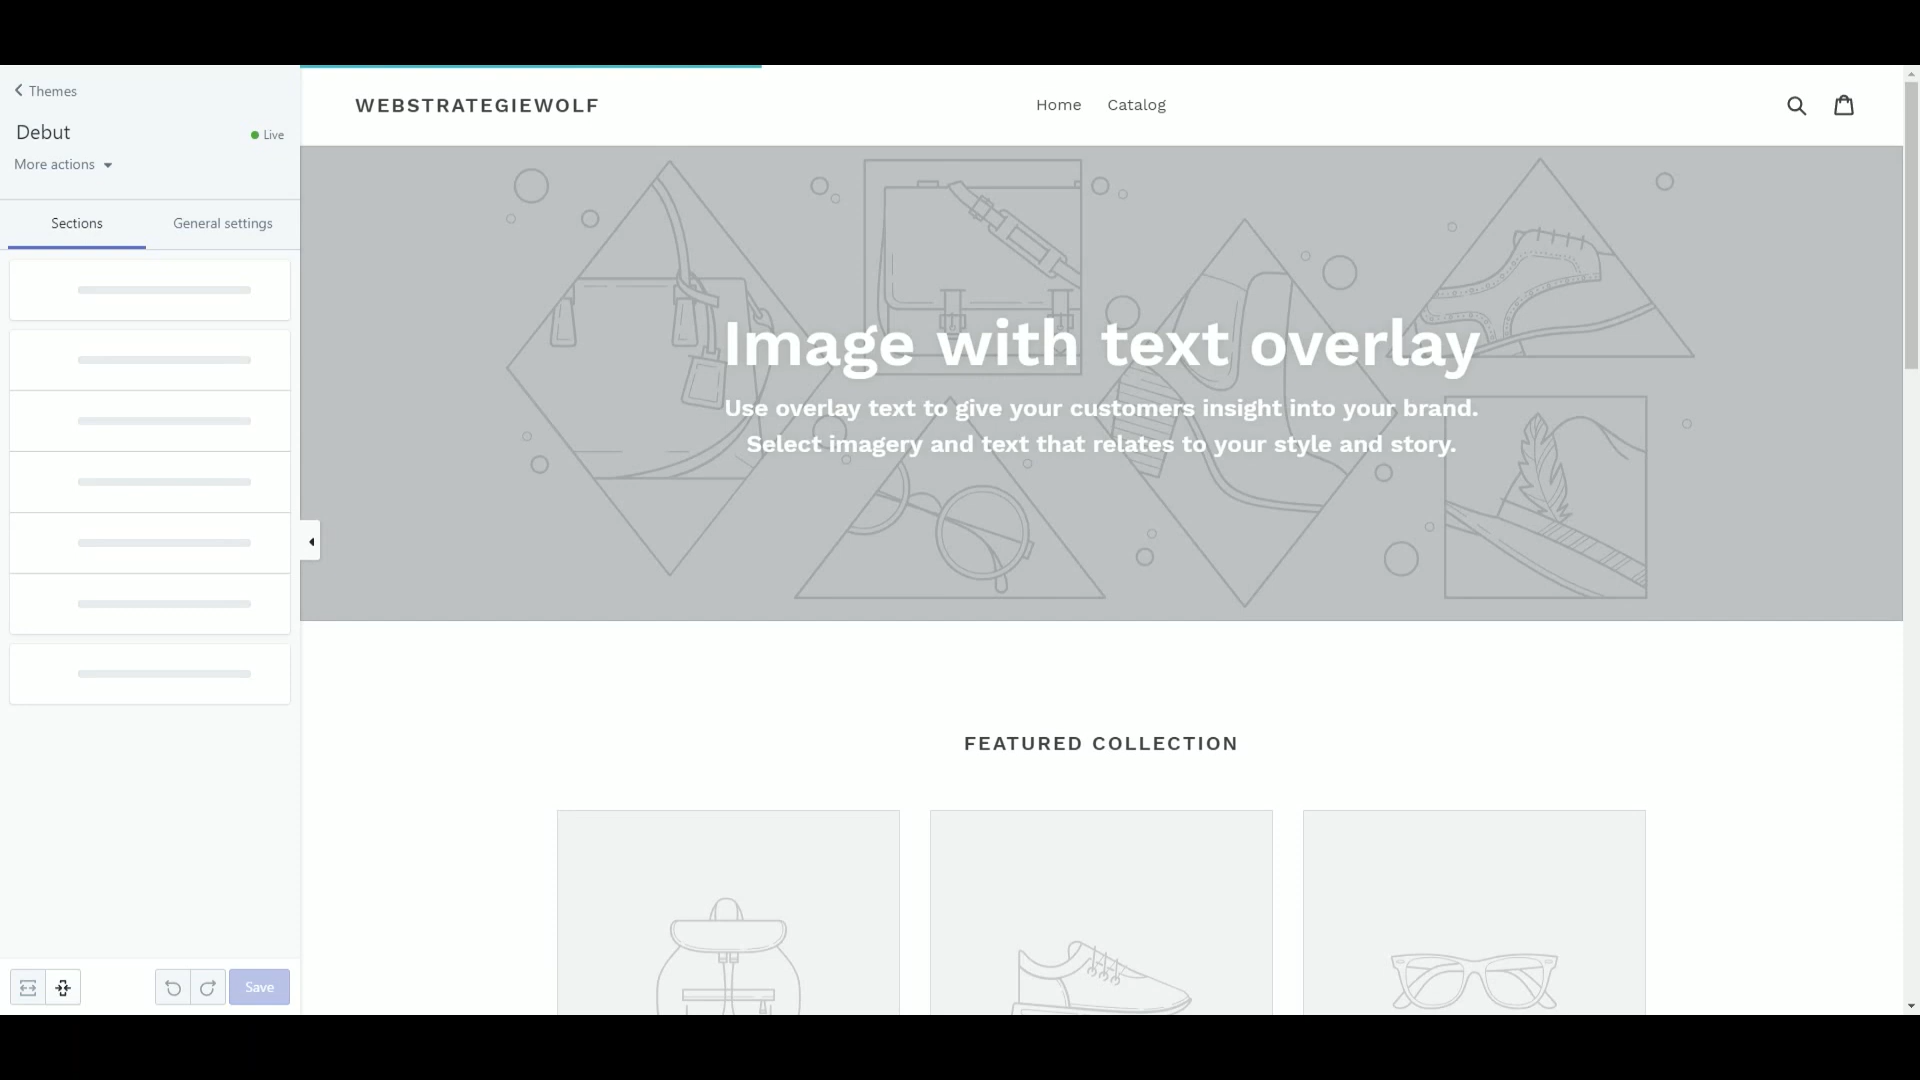 Themes
Debut
Live
More actions
Sections
General settings
Save
WEBSTRATEGIEWOLF
Home
Catalog
Image with text overlay
Use overlay text to give your customers insight into your brand.
Select imagery and text that relates to your style and story.
FEATURED COLLECTION